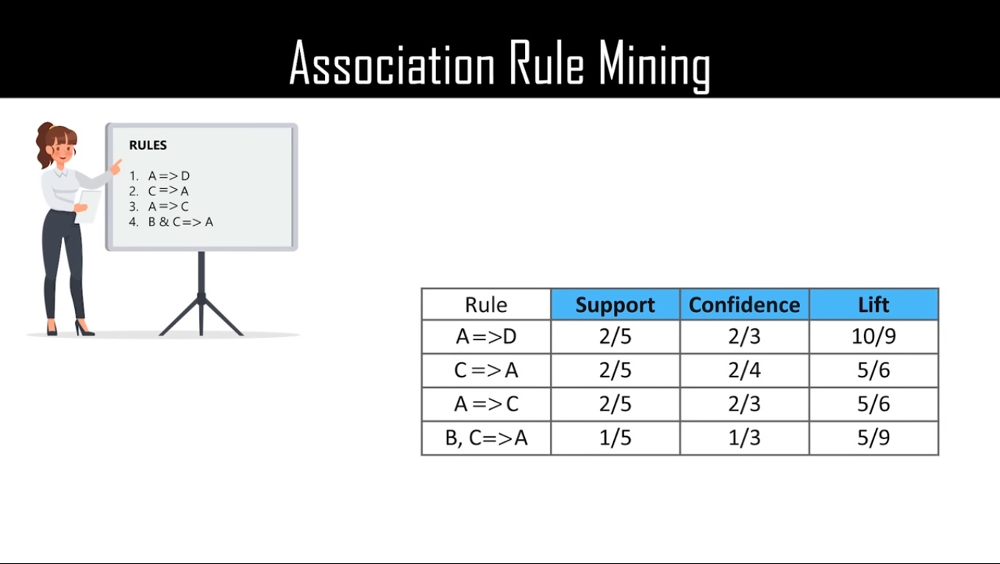 Association Rule Mining
RULES
1. A => D
2. C => A
3. A => C
4. B & C => A
Rule Support Confidence Lift
A =>D 2/5 2/3 10/9
C => A 2/5 2/4 5/6
A => C 2/5 2/3 5/6
B, C=>A 1/5 1/3 5/9